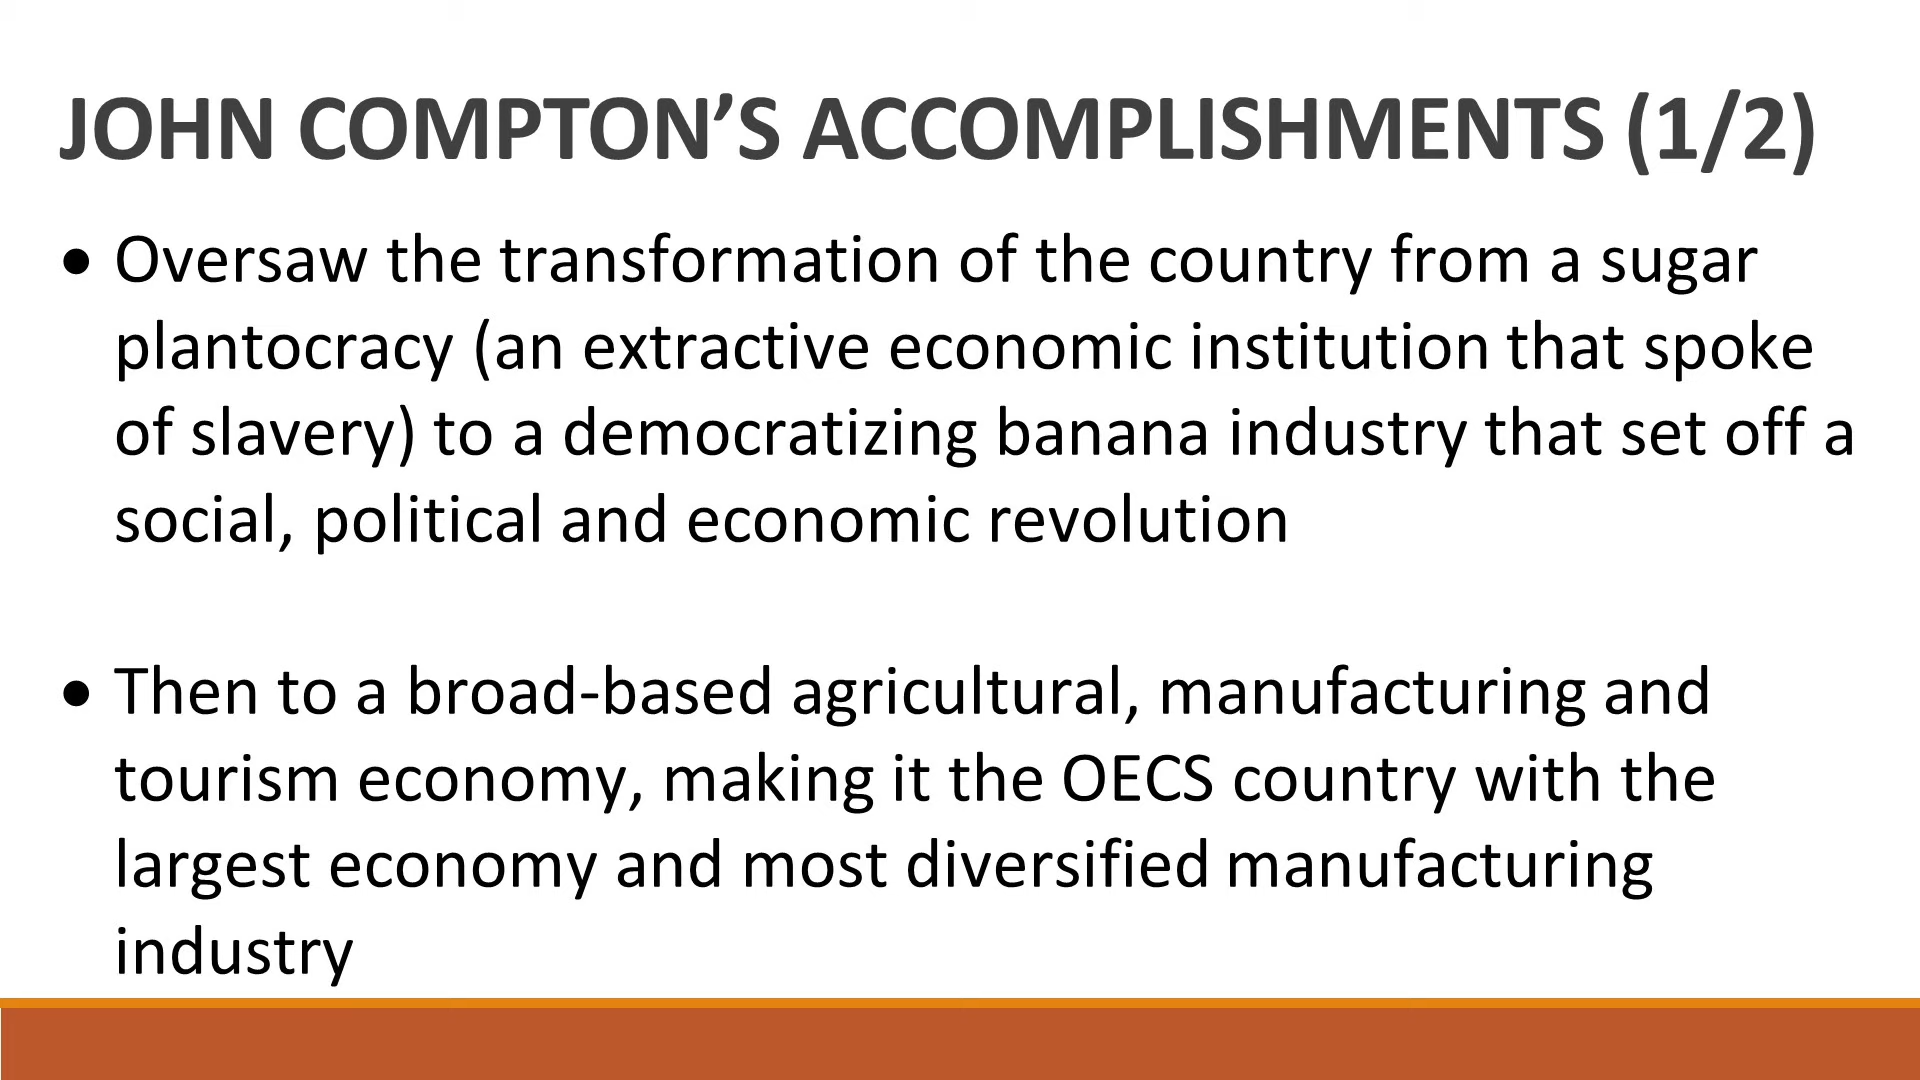 JOHN COMPTON’S ACCOMPLISHMENTS (1/2)
• Oversaw the transformation of the country from a sugar
plantocracy (an extractive economic institution that spoke
of slavery) to a democratizing banana industry that set off a
social, political and economic revolution
• Then to a broad-based agricultural, manufacturing and
tourism economy, making it the OECS country with the
largest economy and most diversified manufacturing
industry